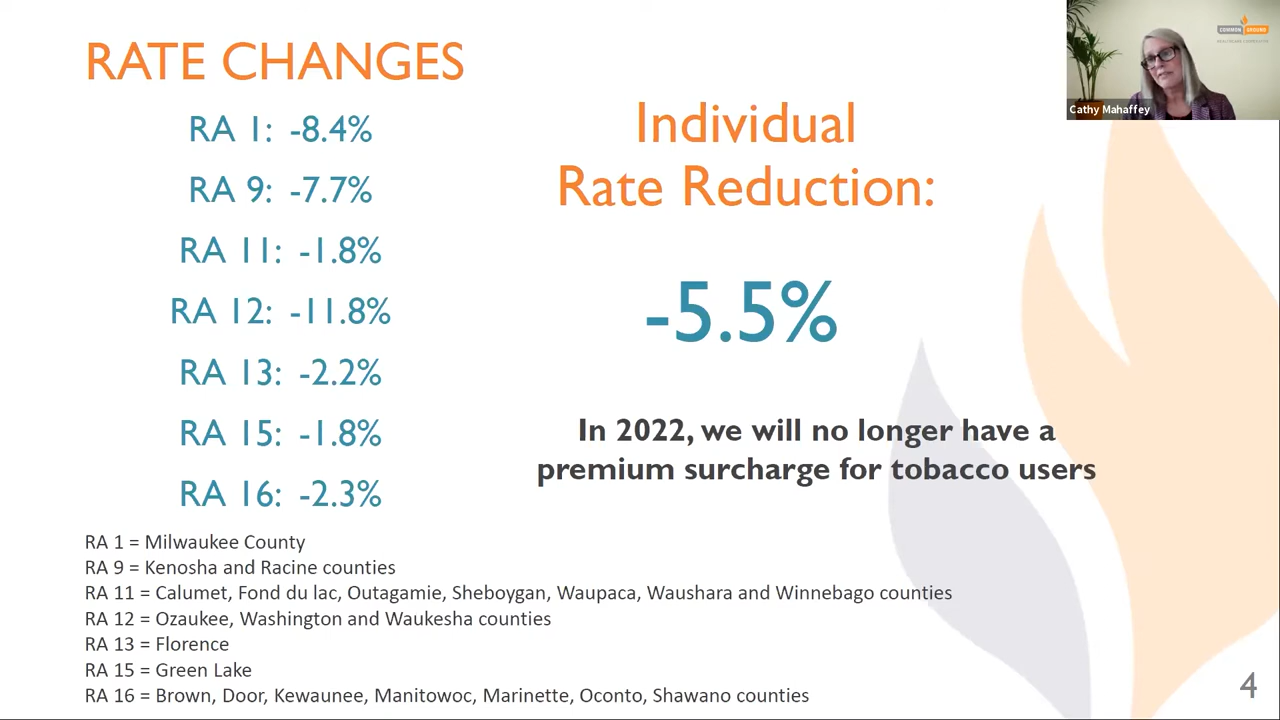 RATE CHANGES
RA 1: -8.4%
RA 9: -7.7%
RA 11: -1.8%
RA 12: -11.8%
RA 13: -2.2%
RA 15: -1.8%
RA 16: -2.3%
Individual
Rate Reduction:
-5.5%
In 2022, we will no longer have a
premium surcharge for tobacco users
RA 1 = Milwaukee County
RA 9 = Kenosha and Racine counties
RA 11 = Calumet, Fond du lac, Outagamie, Sheboygan, Waupaca, Waushara and Winnebago counties
RA 12 = Ozaukee, Washington and Waukesha counties
RA 13 = Florence
RA 15 = Green Lake
RA 16 = Brown, Door, Kewaunee, Manitowoc, Marinette, Oconto, Shawano counties
4
COMMON GROUND
Cathy Mahaffey